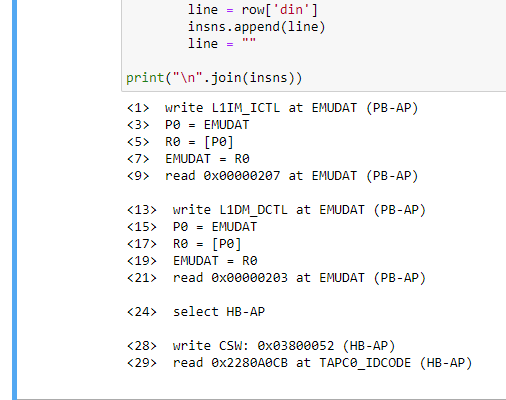 line = row['din']
insns.append(line)
line = ""
print("\n".join(insns))
<1> write L1IM_ICTL at EMUDAT (PB-AP)
<3> P0 = EMUDAT
<5> R0 = [P0]
<7> EMUDAT = R0
<9> read 0x00000207 at EMUDAT (PB-AP)
<13> write L1DM_DCTL at EMUDAT (PB-AP)
<15> P0 = EMUDAT
<17> R0 = [P0]
<19> EMUDAT = R0
<21> read 0x00000203 at EMUDAT (PB-AP)
<24> select HB-AP
<28> write CSW: 0x03800052 (HB-AP)
<29> read 0x2280A0CB at TAPC0_IDCODE (HB-AP)